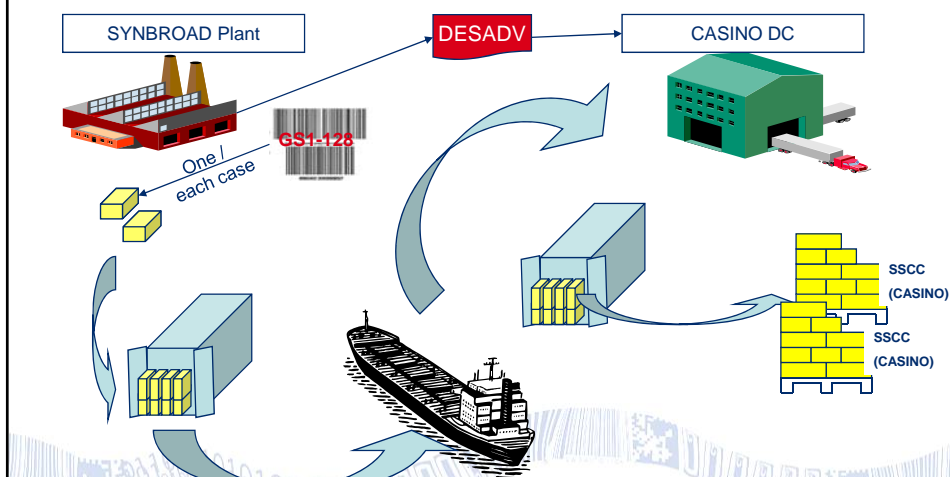 SYNBROAD Plant
DESADV
CASINO DC
GS1-128
One /
each case
SSCC
(CASINO)
SSCC
(CASINO)